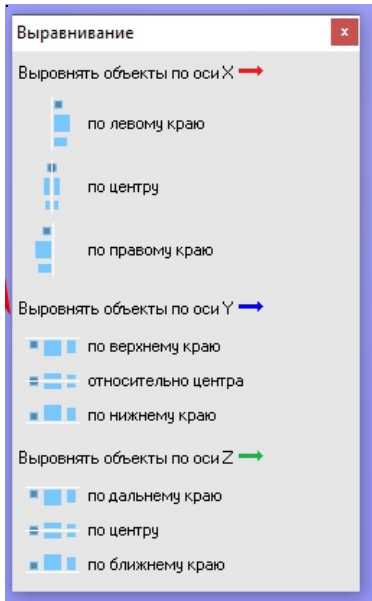 Выравнивание
x
Выровнять объекты по оси X
по левому краю
по центру
по правому краю
Выровнять объекты по оси Y
по верхнему краю
относительно центра
по нижнему краю
Выровнять объекты по оси Z
по дальнему краю
по центру
по ближнему краю